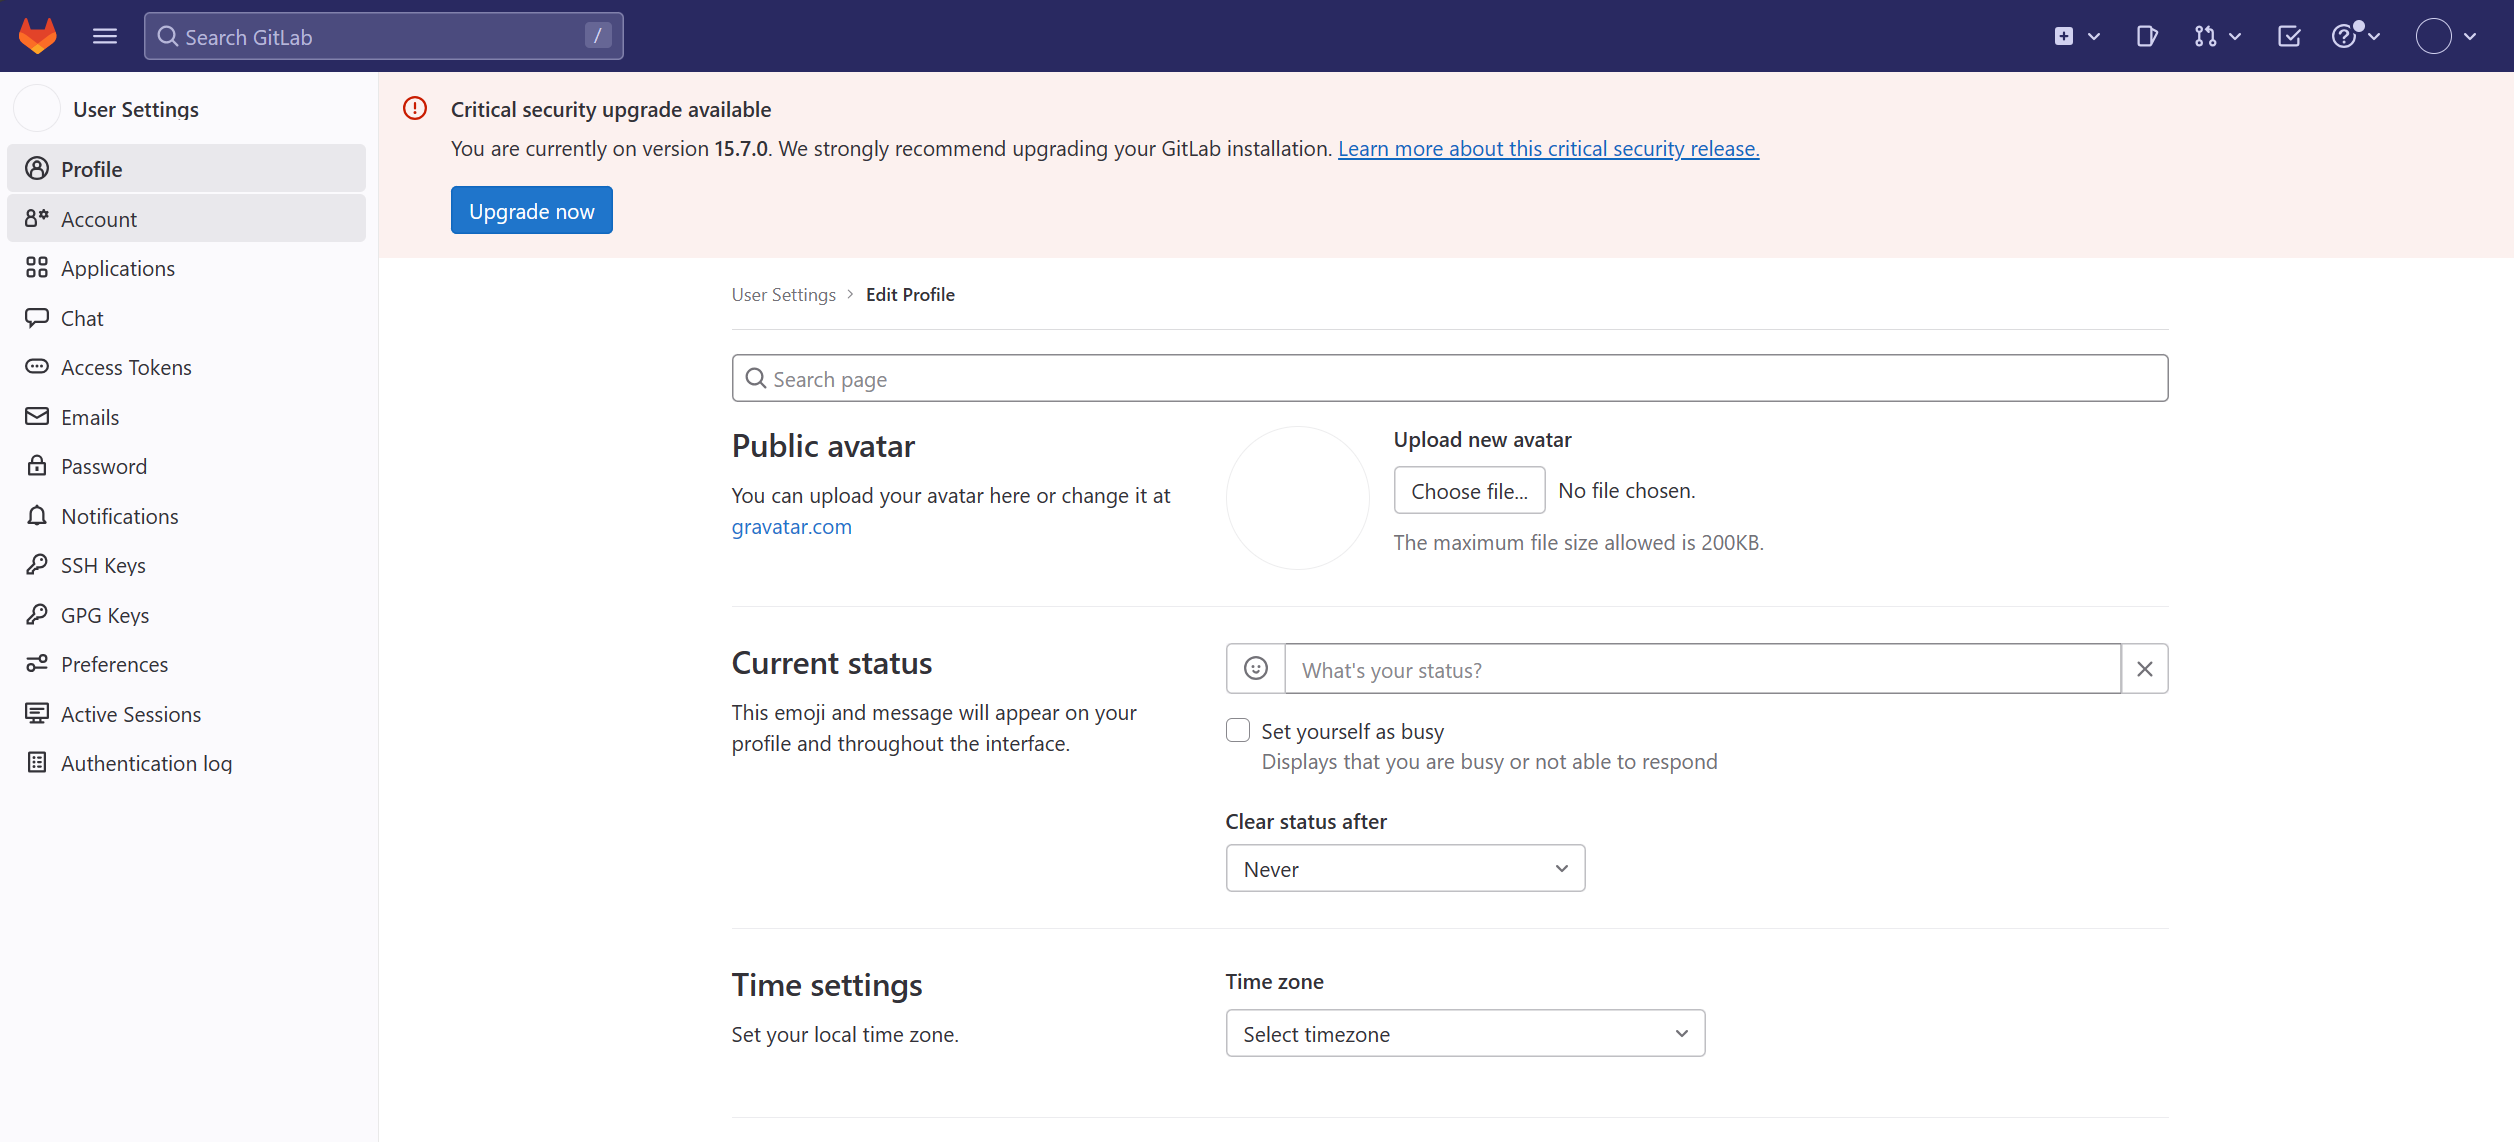 Search GitLab /
User Settings
Profile
Account
Applications
Chat
Access Tokens
Emails
Password
Notifications
SSH Keys
GPG Keys
Preferences
Active Sessions
Authentication log
Critical security upgrade available
You are currently on version 15.7.0. We strongly recommend upgrading your GitLab installation. Learn more about this critical security release.
Upgrade now
User Settings > Edit Profile
Search page
Public avatar
You can upload your avatar here or change it at
gravatar.com
Upload new avatar
Choose file... No file chosen.
The maximum file size allowed is 200KB.
Current status
This emoji and message will appear on your
profile and throughout the interface.
What's your status?
Set yourself as busy
Displays that you are busy or not able to respond
Clear status after
Never
Time settings
Set your local time zone.
Time zone
Select timezone